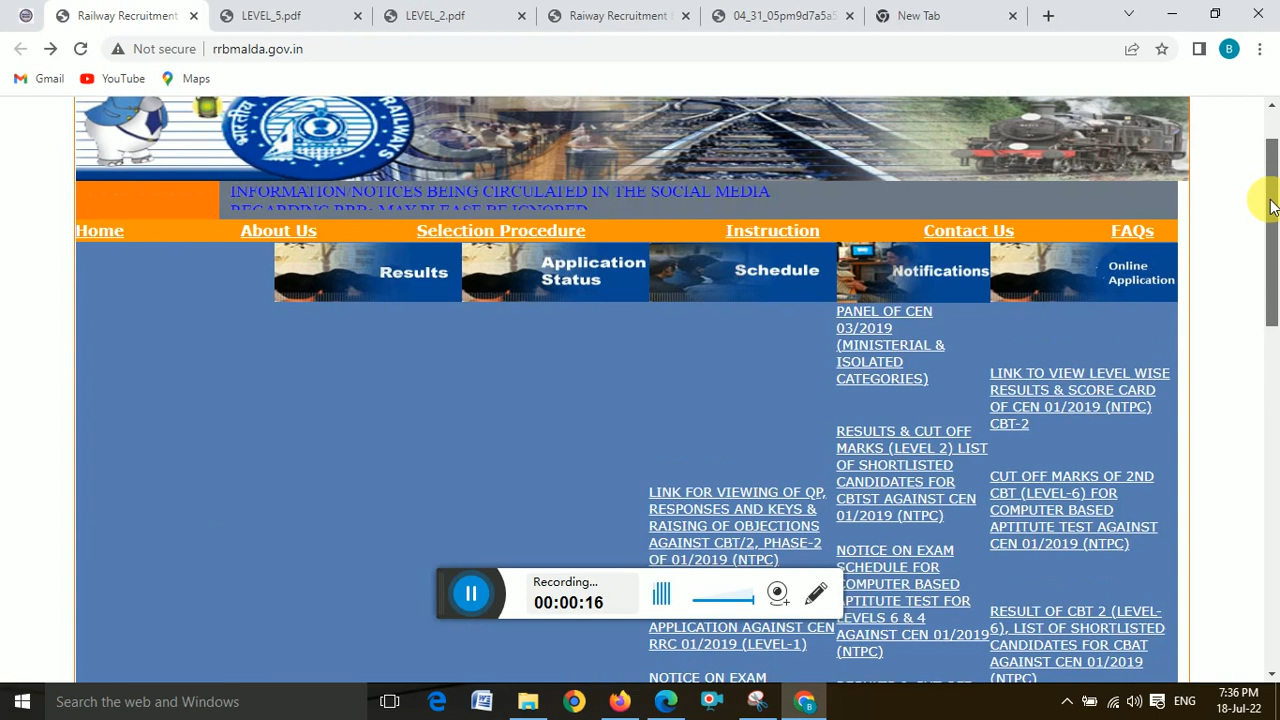 Railway Recruitment
LEVEL_5.pdf
LEVEL_2.pdf
Raiway Recruitment
04_31_05pm9d7a5a5
New Tab
Not secure
rrbmalda.gov.in
B
Gmail
YouTube
Maps
INFORMATION NOTICES BEING CIRCULATED IN THE SOCIAL MEDIA
REGARDING RRBs MAY PLEASE BE IGNORED
Home
About Us
Selection Procedure
Instruction
Contact Us
FAQs
Results
Application
Status
Schedule
Notifications
Online
Application
LINK FOR VIEWING OF QP,
RESPONSES AND KEYS &
RAISING OF OBJECTIONS
AGAINST CBT/2, PHASE-2
OF 01/2019 (NTPC)
APPLICATION AGAINST CEN
RRC 01/2019 (LEVEL-1)
NOTICE ON EXAM
PANEL OF CEN
03/2019
(MINISTERIAL &
ISOLATED
CATEGORIES)
RESULTS & CUT OFF
MARKS (LEVEL 2) LIST
OF SHORTLISTED
CANDIDATES FOR
CBTST AGAINST CEN
01/2019 (NTPC)
NOTICE ON EXAM
SCHEDULE FOR
COMPUTER BASED
APTITUTE TEST FOR
LEVELS 6 & 4
AGAINST CEN 01/2019
(NTPC)
LINK TO VIEW LEVEL WISE
RESULTS & SCORE CARD
OF CEN 01/2019 (NTPC)
CBT-2
CUT OFF MARKS OF 2ND
CBT (LEVEL-6) FOR
COMPUTER BASED
APTITUTE TEST AGAINST
CEN 01/2019 (NTPC)
RESULT OF CBT 2 (LEVEL-
6), LIST OF SHORTLISTED
CANDIDATES FOR CBAT
AGAINST CEN 01/2019
(NTPC)
Recording...
00:00:16
Search the web and Windows
ENG
7:36 PM
18-Jul-22